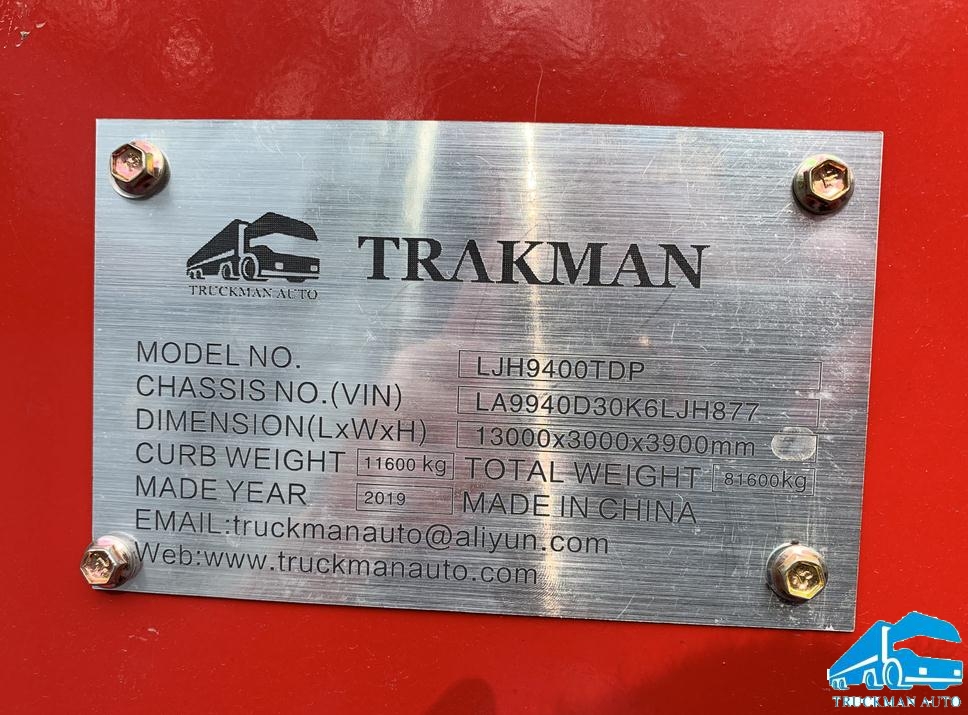 TRUCKMAN AUTO
TRAKMAN
MODEL NO. LJH9400TDP
CHASSIS NO.(VIN) LA9940D30K6LJH877
DIMENSION(LxWxH) 13000x3000x3900mm
CURB WEIGHT 11600 kg TOTAL WEIGHT 81600kg
MADE YEAR 2019 MADE IN CHINA
EMAIL:truckmanauto@aliyun.com
Web:www.truckmanauto.com
TRUCKMAN AUTO